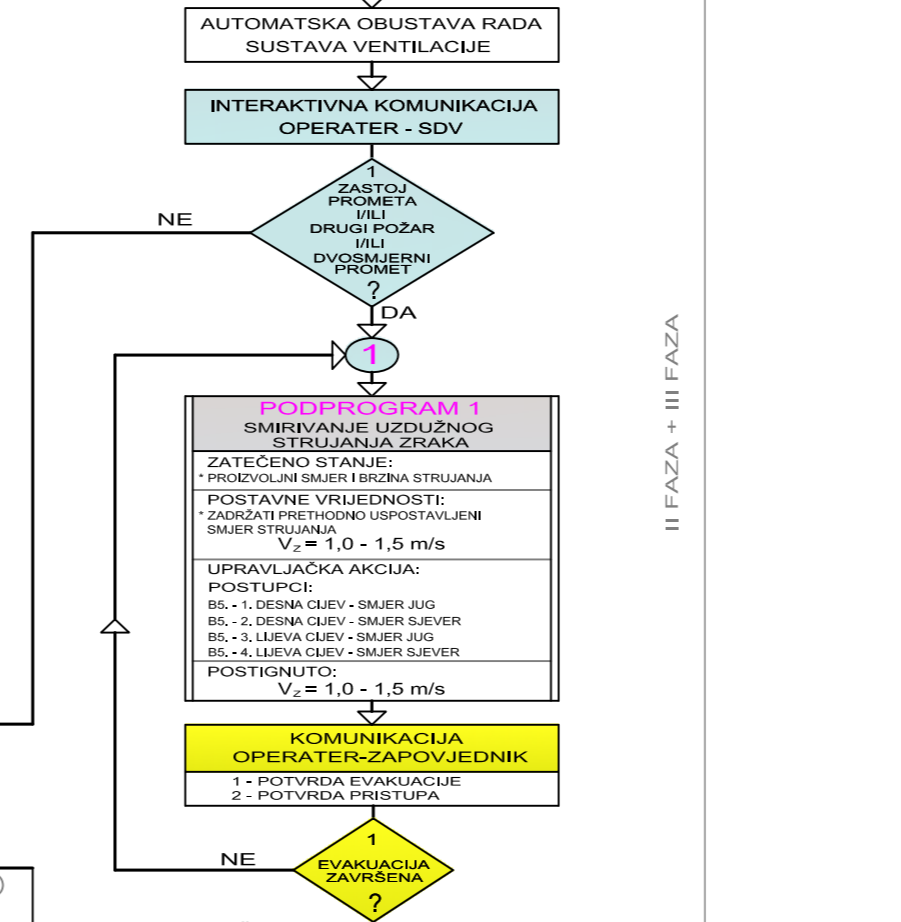 AUTOMATSKA OBUSTAVA RADA
SUSTAVA VENTILACIJE
INTERAKTIVNA KOMUNIKACIJA
OPERATER - SDV
1
ZASTOJ
PROMETA
I/ILI
DRUGI POŽAR
I/ILI
DVOSMJERNI
PROMET
?
NE
DA
1
PODPROGRAM 1
SMIRIVANJE UZDUŽNOG
STRUJANJA ZRAKA
ZATEČENO STANJE:
* PROIZVOLJNI SMJER I BRZINA STRUJANJA
POSTAVNE VRIJEDNOSTI:
* ZADRŽATI PRETHODNO USPOSTAVLJENI
SMJER STRUJANJA
Vz = 1,0 - 1,5 m/s
UPRAVLJAČKA AKCIJA:
POSTUPCI:
B5. - 1. DESNA CIJEV - SMJER JUG
B5. - 2. DESNA CIJEV - SMJER SJEVER
B5. - 3. LIJEVA CIJEV - SMJER JUG
B5. - 4. LIJEVA CIJEV - SMJER SJEVER
POSTIGNUTO:
Vz = 1,0 - 1,5 m/s
KOMUNIKACIJA
OPERATER-ZAPOVJEDNIK
1 - POTVRDA EVAKUACIJE
2 - POTVRDA PRISTUPA
1
EVAKUACIJA
ZAVRŠENA
?
NE
II FAZA + III FAZA